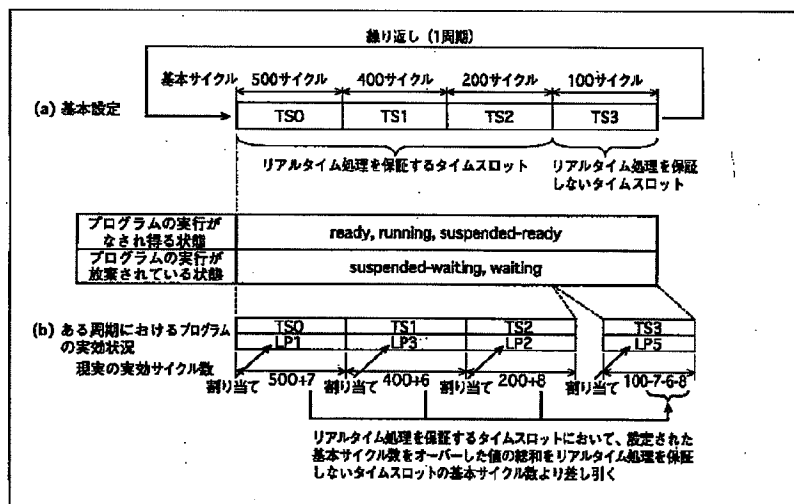 繰り返し（1周期）
基本サイクル 500サイクル 400サイクル 200サイクル 100サイクル
(a) 基本設定 TS0 TS1 TS2 TS3
リアルタイム処理を保証するタイムスロット
リアルタイム処理を保証
しないタイムスロット
プログラムの実行が
なされ得る状態
ready, running, suspended-ready
プログラムの実行が
放棄されている状態
suspended-waiting, waiting
(b) ある周期におけるプログラム
の実効状況
TS0 TS1 TS2 TS3
LP1 LP3 LP2 LP5
現実の実効サイクル数
割り当て 500+7 割り当て 400+6 割り当て 200+8 割り当て 100-7-6-8
リアルタイム処理を保証するタイムスロットにおいて、設定された
基本サイクル数をオーバーした値の総和をリアルタイム処理を保証
しないタイムスロットの基本サイクル数より差し引く